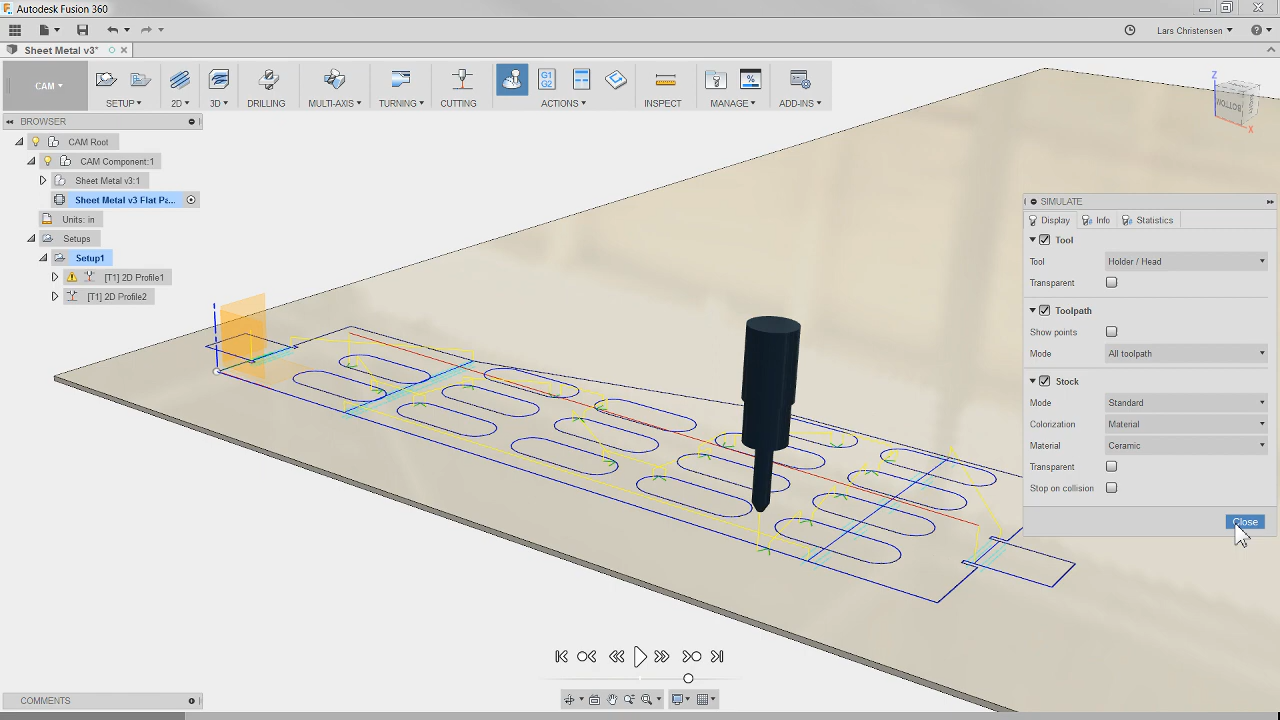 Autodesk Fusion 360
Lars Christensen
Sheet Metal v3*
CAM
SETUP
2D
3D
DRILLING
MULTI-AXIS
TURNING
CUTTING
G1
G2
ACTIONS
INSPECT
MANAGE
ADD-INS
Z
BOTTOM
X
BROWSER
CAM Root
CAM Component:1
Sheet Metal v3:1
Sheet Metal v3 Flat Pa...
Units: in
Setups
Setup1
[T1] 2D Profile1
[T1] 2D Profile2
SIMULATE
Display
Info
Statistics
Tool
Tool Holder / Head
Transparent
Toolpath
Show points
Mode All toolpath
Stock
Mode Standard
Colorization Material
Material Ceramic
Transparent
Stop on collision
Close
COMMENTS